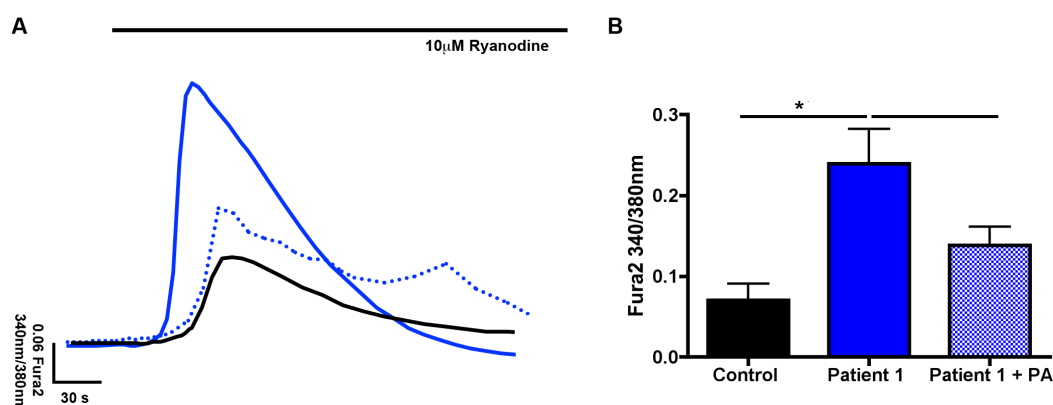 A
10μM Ryanodine
0.06 Fura2
340nm/380nm
30 s
B
*
0.3
0.2
0.1
0.0
Fura2 340/380nm
Control
Patient 1
Patient 1 + PA